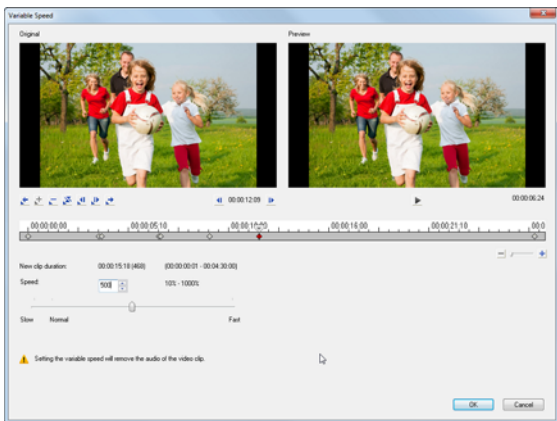 Variable Speed
Original
Preview
00:00:12:09
00:00:06:24
00:00:00:00 00:00:05:10 00:00:16:00 00:00:21:10
New clip duration: 00:00:15:18 (468) (00:00:00:01 - 00:04:30:00)
Speed: 500 10% - 1000%
Slow Normal Fast
Setting the variable speed will remove the audio of the video clip.
OK Cancel